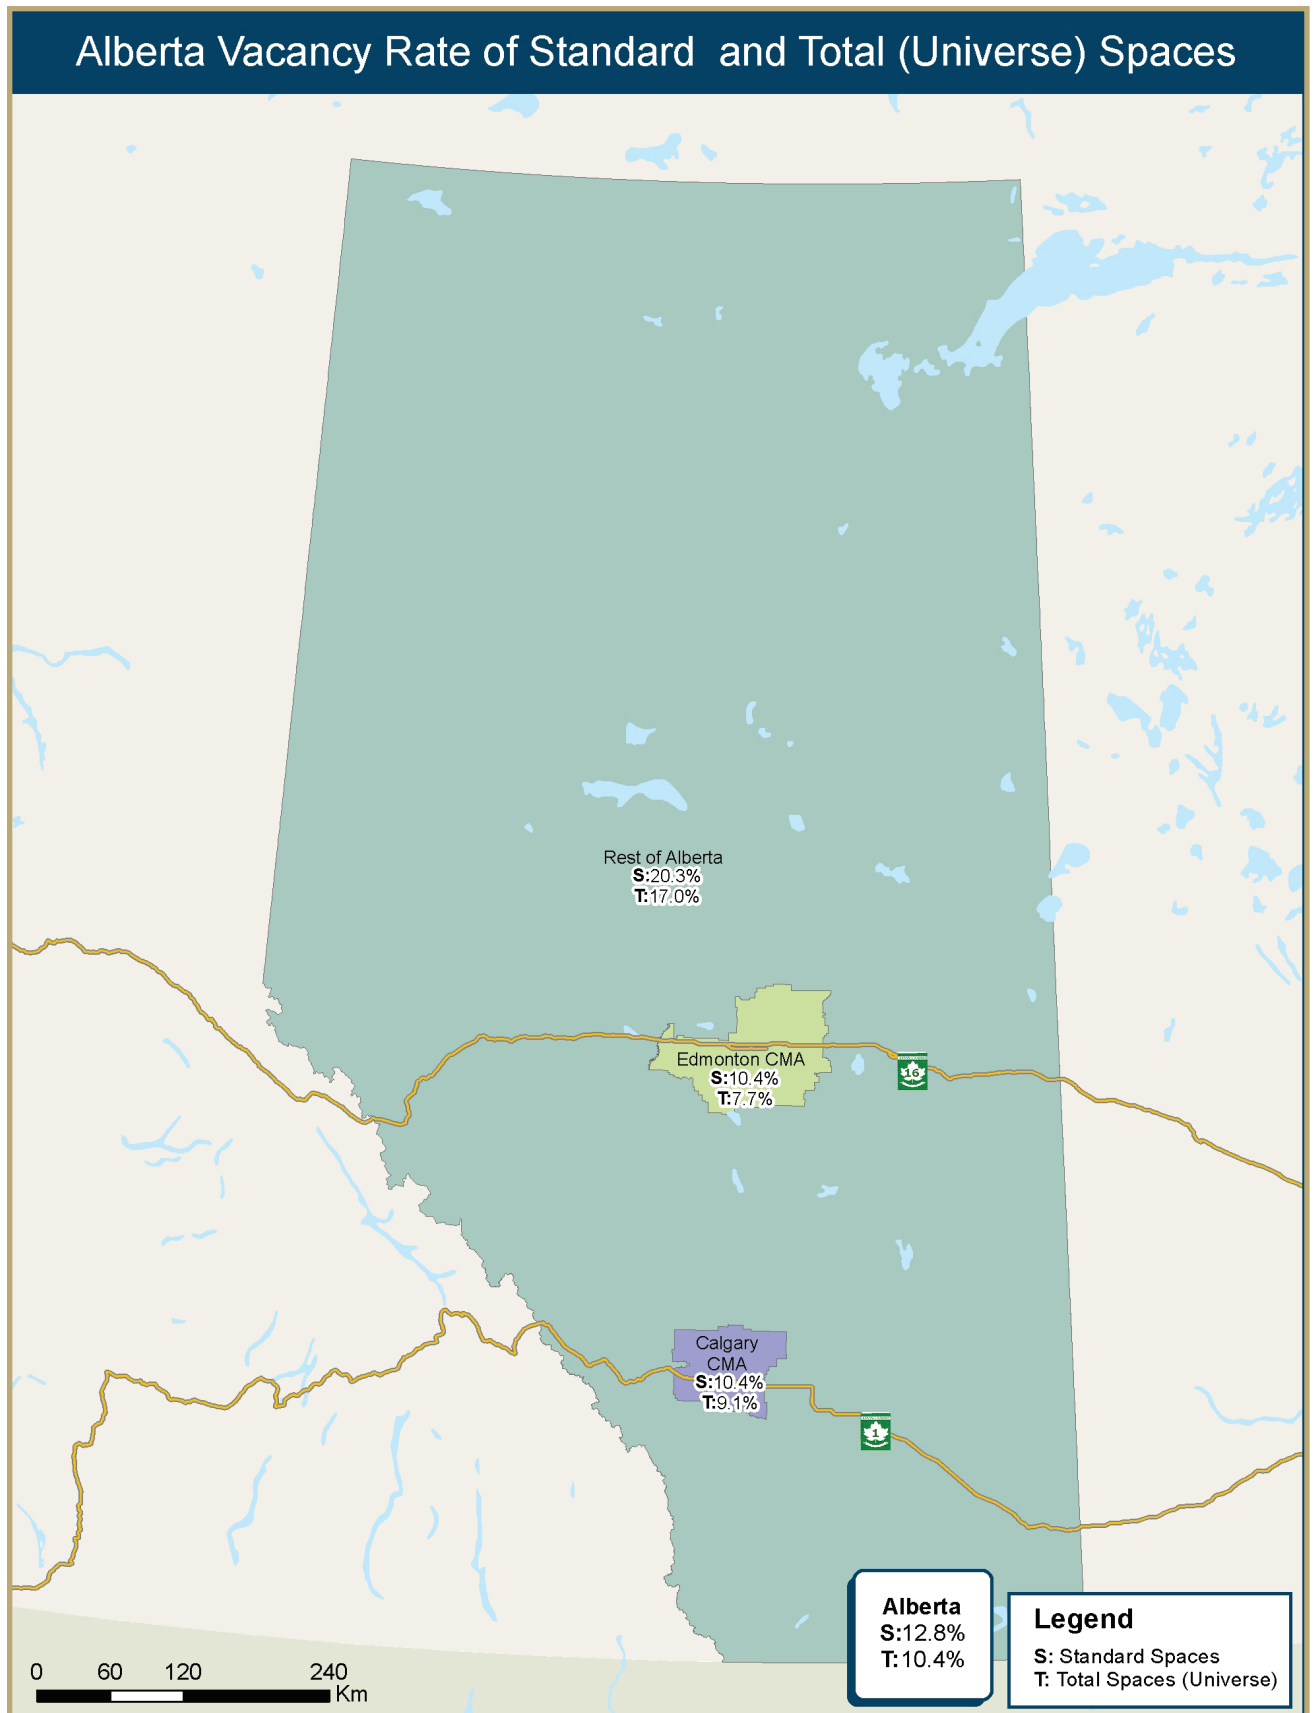 Alberta Vacancy Rate of Standard and Total (Universe) Spaces
Rest of Alberta
S:20.3%
T:17.0%
Edmonton CMA
S:10.4%
T:7.7%
16
Calgary
CMA
S:10.4%
T:9.1%
1
Alberta
S:12.8%
T:10.4%
Legend
S: Standard Spaces
T: Total Spaces (Universe)
0 60 120 240
Km